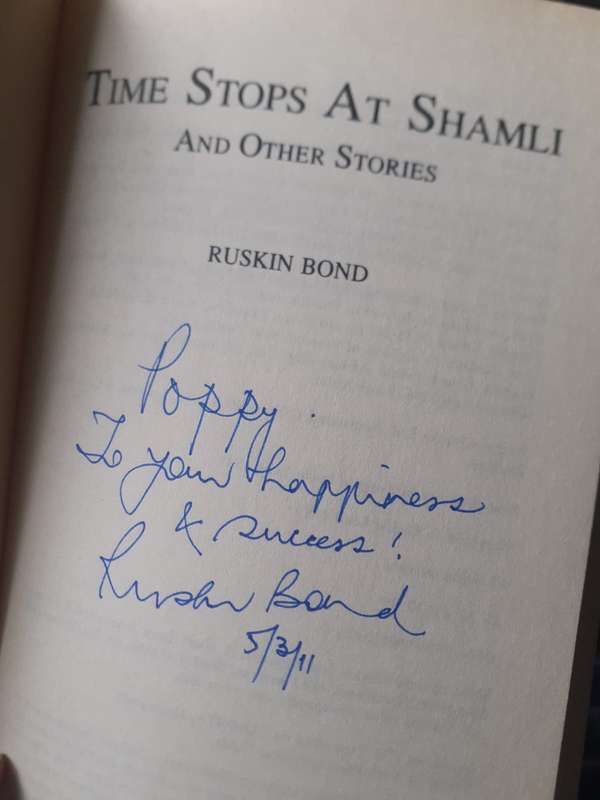 TIME STOPS AT SHAMLI
AND OTHER STORIES
RUSKIN BOND
Poppy.
To your happiness
& success!
Ruskin Bond
5/3/11